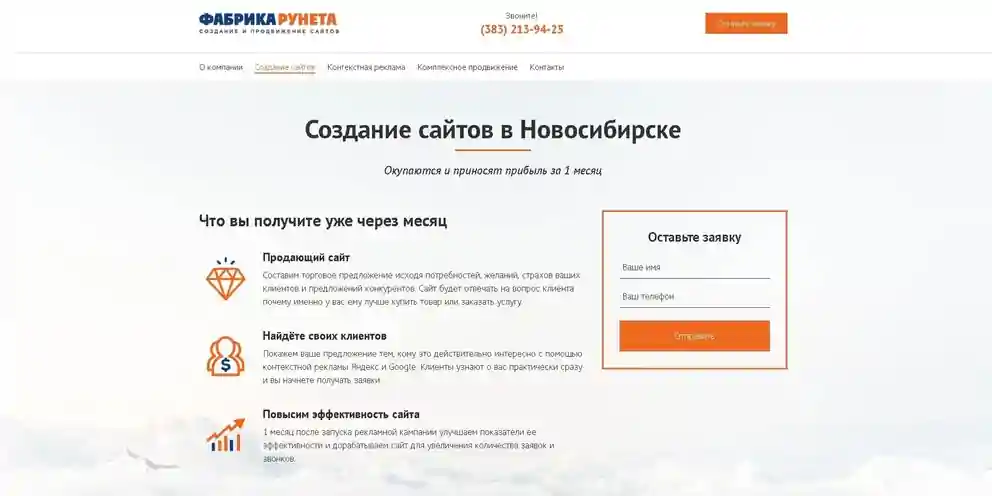 ФАБРИКА РУНЕТА
СОЗДАНИЕ И ПРОДВИЖЕНИЕ САЙТОВ
Звоните!
(383) 213-94-25
Оставьте заявку
О компании Создание сайтов Контекстная реклама Комплексное продвижение Контакты
Создание сайтов в Новосибирске
Окупаются и приносят прибыль за 1 месяц
Что вы получите уже через месяц
Продающий сайт
Составим торговое предложение исходя потребностей, желаний, страхов ваших
клиентов и предложений конкурентов. Сайт будет отвечать на вопрос клиента
почему именно у вас ему лучше купить товар или заказать услугу.
Найдёте своих клиентов
Покажем ваше предложение тем, кому это действительно интересно с помощью
контекстной рекламы Яндекс и Google. Клиенты узнают о вас практически сразу
и вы начнете получать заявки.
Повысим эффективность сайта
1 месяц после запуска рекламной кампании улучшаем показатели ее
эффективности и дорабатываем сайт для увеличения количества заявок и
звонков.
Оставьте заявку
Ваше имя
Ваш телефон
Отправить